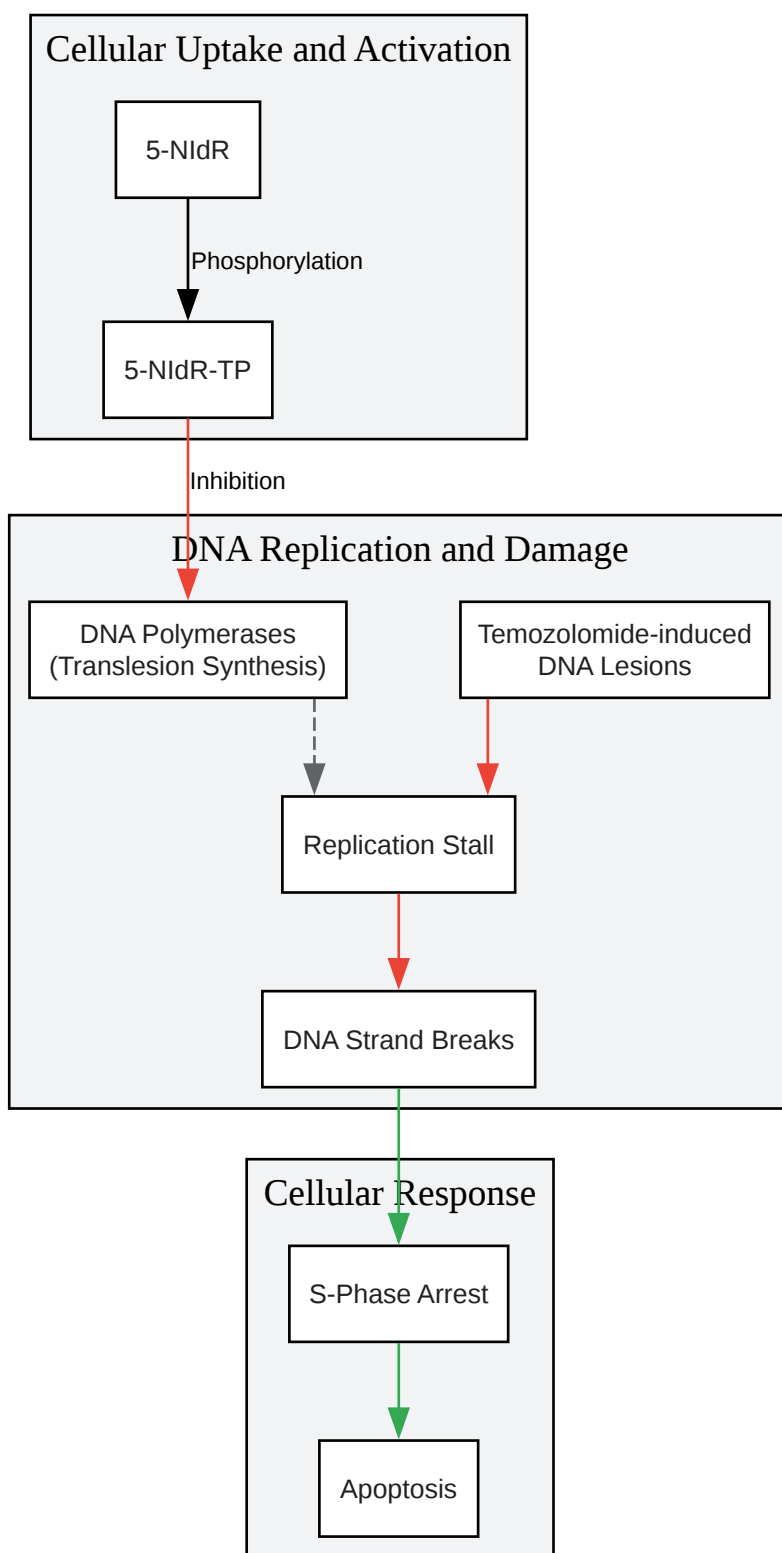 Cellular Uptake and Activation
5-NIdR
Phosphorylation
5-NIdR-TP
Inhibition
DNA Replication and Damage
DNA Polymerases
(Translesion Synthesis)
Temozolomide-induced
DNA Lesions
Replication Stall
DNA Strand Breaks
Cellular Response
S-Phase Arrest
Apoptosis